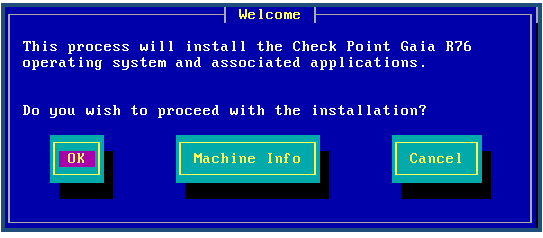 Welcome
This process will install the Check Point Gaia R76
operating system and associated applications.
Do you wish to proceed with the installation?
OK Machine Info Cancel